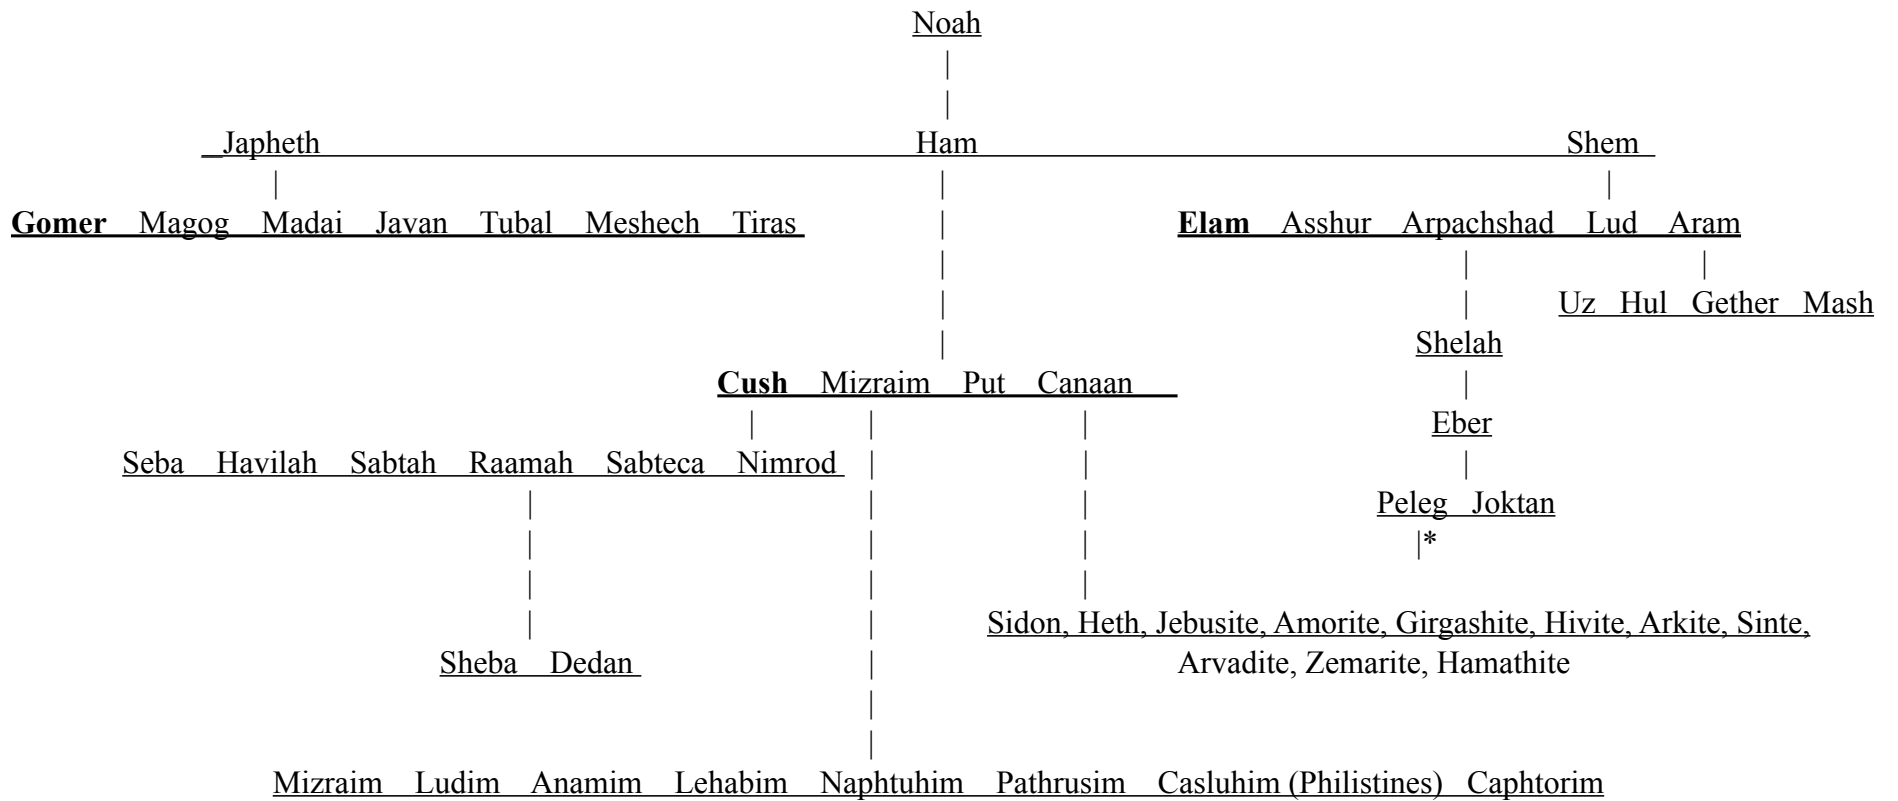 Noah
Japheth Ham Shem
Gomer Magog Madai Javan Tubal Meshech Tiras Elam Asshur Arpachshad Lud Aram
Uz Hul Gether Mash
Shelah
Cush Mizraim Put Canaan
Eber
Seba Havilah Sabtah Raamah Sabteca Nimrod
Peleg Joktan
*
Sidon, Heth, Jebusite, Amorite, Girgashite, Hivite, Arkite, Sinte,
Sheba Dedan Arvadite, Zemarite, Hamathite
Mizraim Ludim Anamim Lehabim Naphtuhim Pathrusim Casluhim (Philistines) Caphtorim